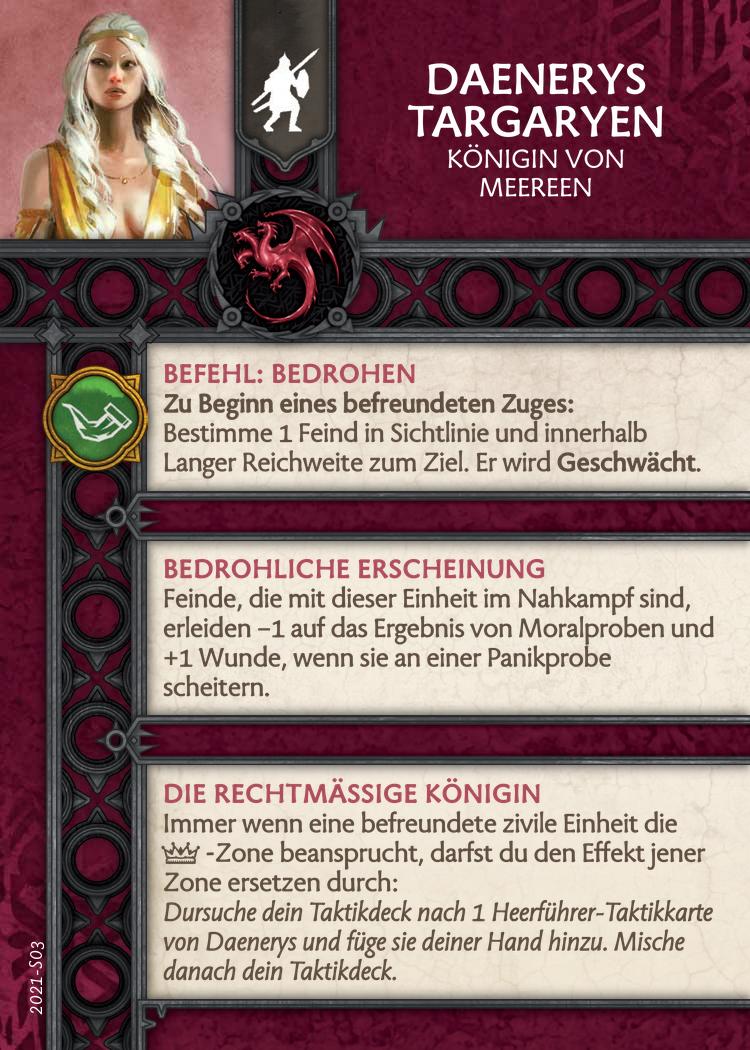 DAENERYS
TARGARYEN
KÖNIGIN VON
MEEREEN
BEFEHL: BEDROHEN
Zu Beginn eines befreundeten Zuges:
Bestimme 1 Feind in Sichtlinie und innerhalb
Langer Reichweite zum Ziel. Er wird Geschwächt.
BEDROHLICHE ERSCHEINUNG
Feinde, die mit dieser Einheit im Nahkampf sind,
erleiden –1 auf das Ergebnis von Moralproben und
+1 Wunde, wenn sie an einer Panikprobe
scheitern.
DIE RECHTMÄSSIGE KÖNIGIN
Immer wenn eine befreundete zivile Einheit die
-Zone beansprucht, darfst du den Effekt jener
Zone ersetzen durch:
Dursuche dein Taktikdeck nach 1 Heerführer-Taktikkarte
von Daenerys und füge sie deiner Hand hinzu. Mische
danach dein Taktikdeck.
2021-S03